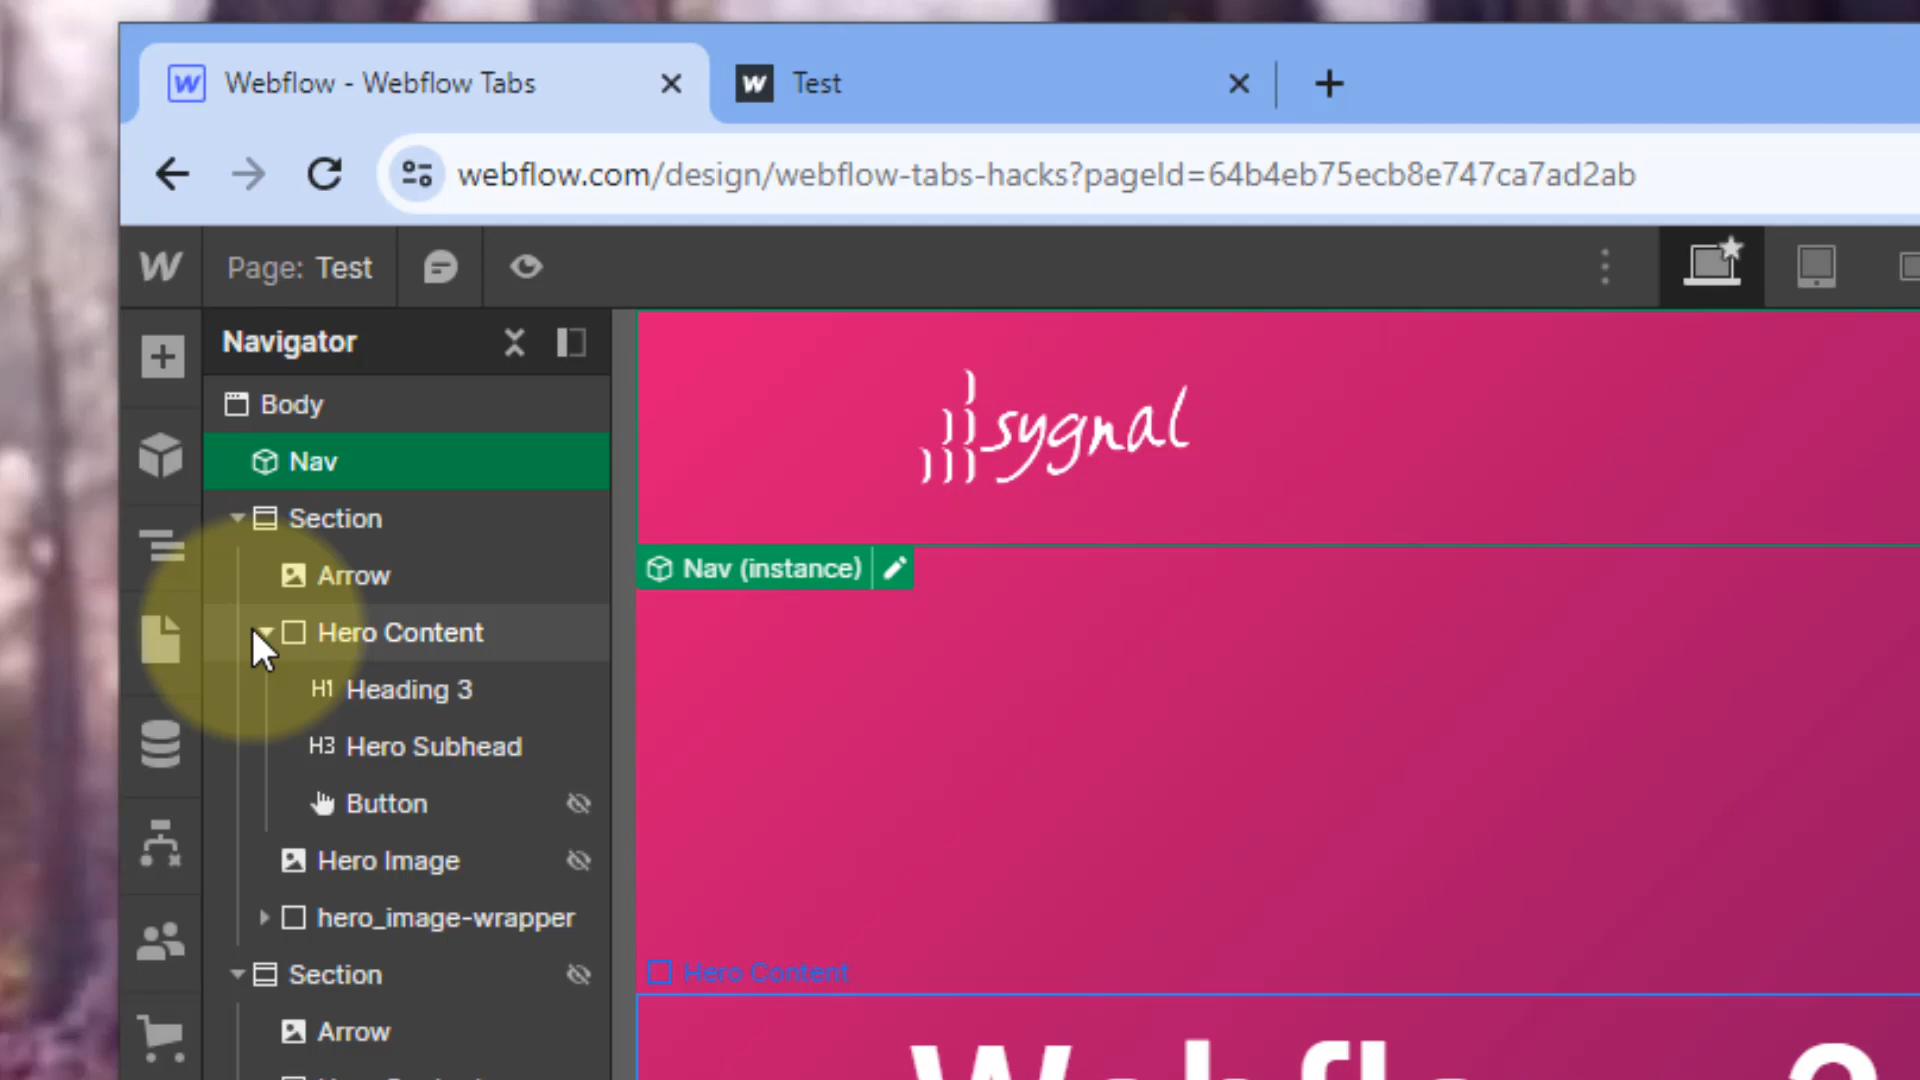 Webflow - Webflow Tabs
Test
webflow.com/design/webflow-tabs-hacks?pageId=64b4eb75ecb8e747ca7ad2ab
Page: Test
Navigator
Body
Nav
Section
Arrow
Hero Content
H1 Heading 3
H3 Hero Subhead
Button
Hero Image
hero_image-wrapper
Section
Arrow
sygnal
Nav (instance)
Hero Content